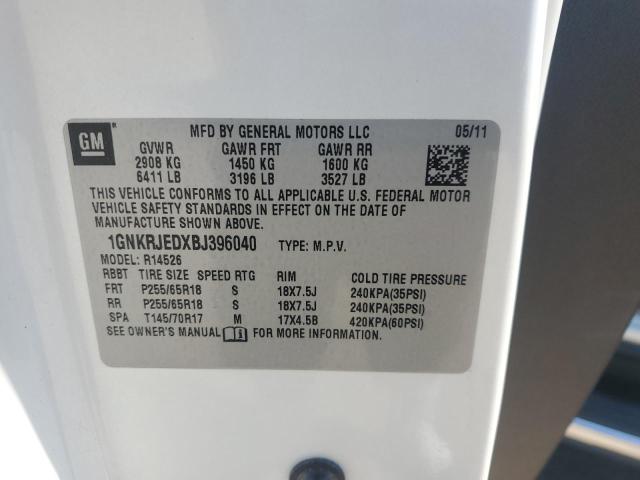 GM ® MFD BY GENERAL MOTORS LLC 05/11
GVWR GAWR FRT GAWR RR
2908 KG 1450 KG 1600 KG
6411 LB 3196 LB 3527 LB
THIS VEHICLE CONFORMS TO ALL APPLICABLE U.S. FEDERAL MOTOR
VEHICLE SAFETY STANDARDS IN EFFECT ON THE DATE OF
MANUFACTURE SHOWN ABOVE.
1GNKRJEDXBJ396040 TYPE: M.P.V.
MODEL: R14526
RBBT TIRE SIZE SPEED RTG RIM COLD TIRE PRESSURE
FRT P255/65R18 S 18X7.5J 240KPA(35PSI)
RR P255/65R18 S 18X7.5J 240KPA(35PSI)
SPA T145/70R17 M 17X4.5B 420KPA(60PSI)
SEE OWNER'S MANUAL FOR MORE INFORMATION.